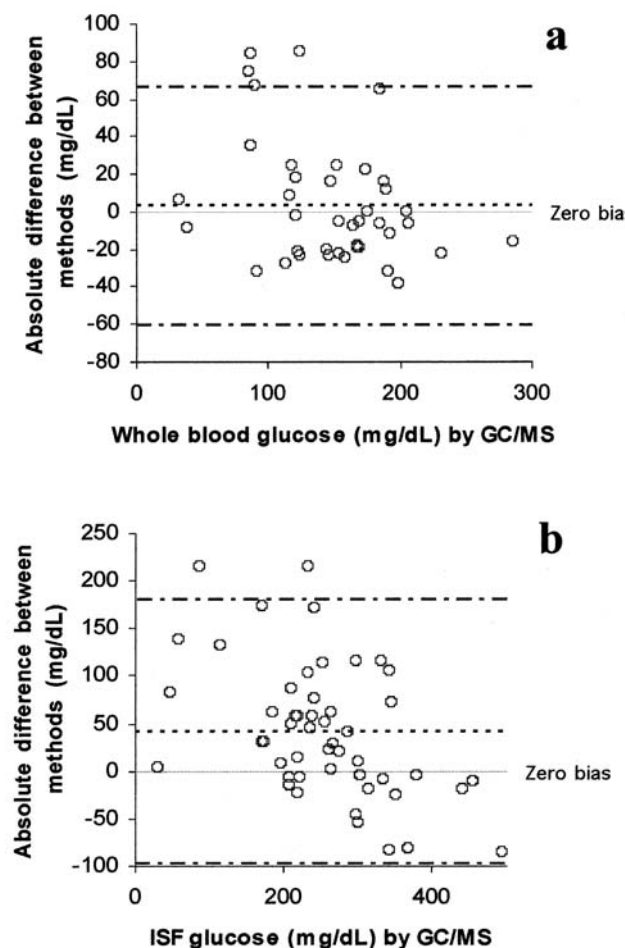 a
100
80
60
40
20
0
-20
-40
-60
-80
Absolute difference between
methods (mg/dL)
Zero bia
0 100 200 300
Whole blood glucose (mg/dL) by GC/MS
b
250
200
150
100
50
0
-50
-100
Absolute difference between
methods (mg/dL)
Zero bias
0 200 400
ISF glucose (mg/dL) by GC/MS